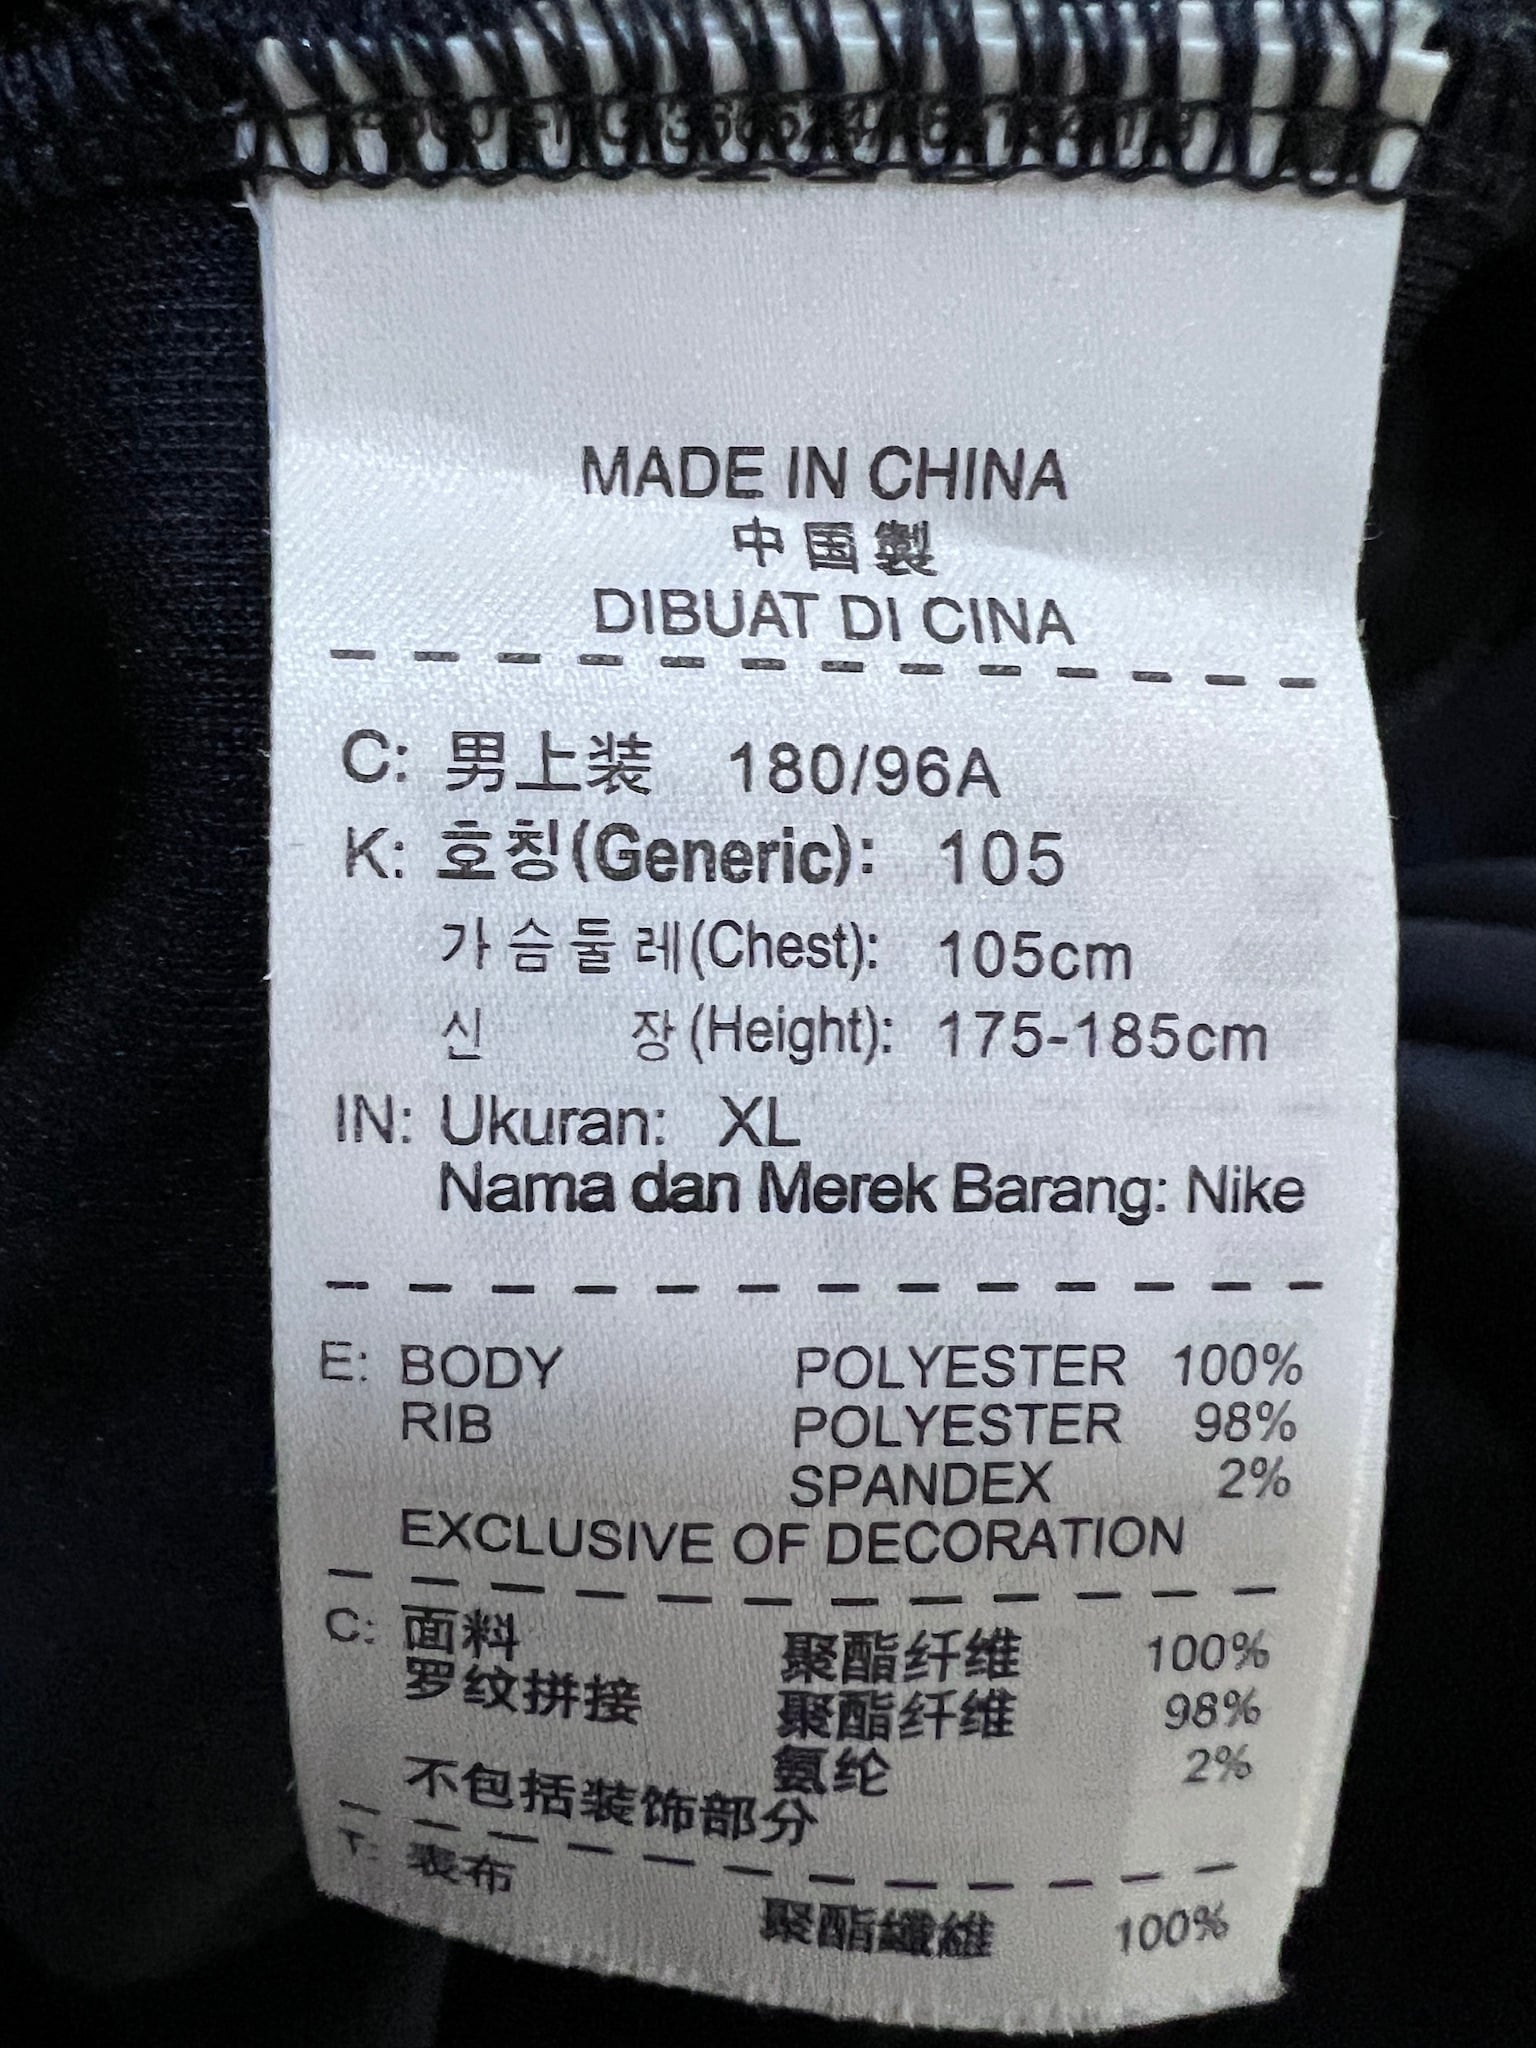 MADE IN CHINA
中国製
DIBUAT DI CINA
C: 男上装 180/96A
K: 호칭(Generic): 105
가슴둘레(Chest): 105cm
신 장(Height): 175-185cm
IN: Ukuran: XL
Nama dan Merek Barang: Nike
E: BODY POLYESTER 100%
RIB POLYESTER 98%
SPANDEX 2%
EXCLUSIVE OF DECORATION
C: 面料 聚酯纤维 100%
罗纹拼接 聚酯纤维 98%
氨纶 2%
不包括装饰部分
T: 表布 聚酯纖維 100%